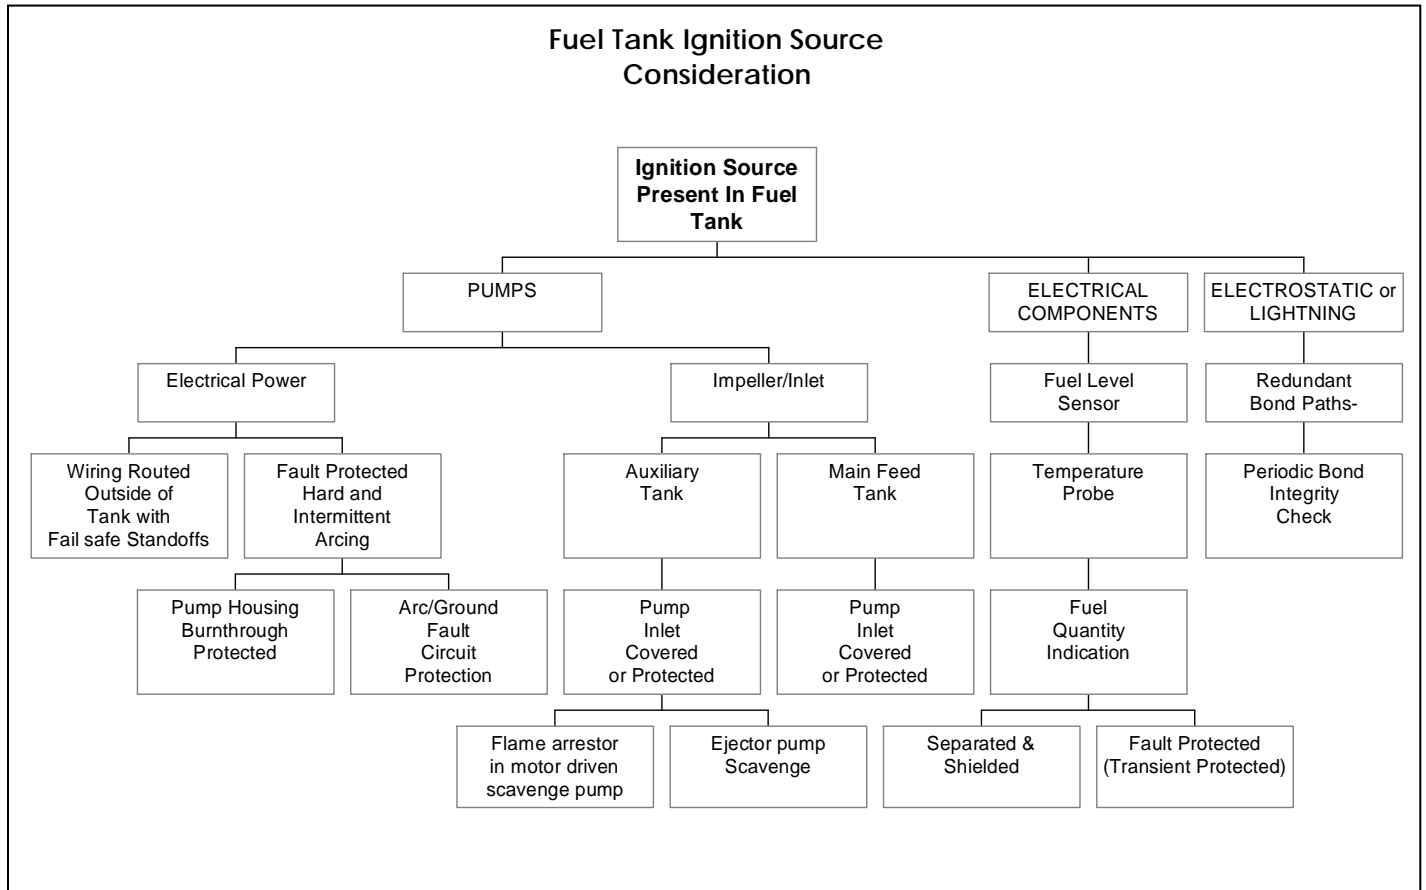 Fuel Tank Ignition Source
Consideration
Ignition Source
Present In Fuel
Tank
PUMPS
ELECTRICAL
COMPONENTS
ELECTROSTATIC or
LIGHTNING
Electrical Power
Impeller/Inlet
Fuel Level
Sensor
Redundant
Bond Paths-
Wiring Routed
Outside of
Tank with
Fail safe Standoffs
Fault Protected
Hard and
Intermittent
Arcing
Auxiliary
Tank
Main Feed
Tank
Temperature
Probe
Periodic Bond
Integrity
Check
Pump Housing
Burnthrough
Protected
Arc/Ground
Fault
Circuit
Protection
Pump
Inlet
Covered
or Protected
Pump
Inlet
Covered
or Protected
Fuel
Quantity
Indication
Flame arrestor
in motor driven
scavenge pump
Ejector pump
Scavenge
Separated &
Shielded
Fault Protected
(Transient Protected)